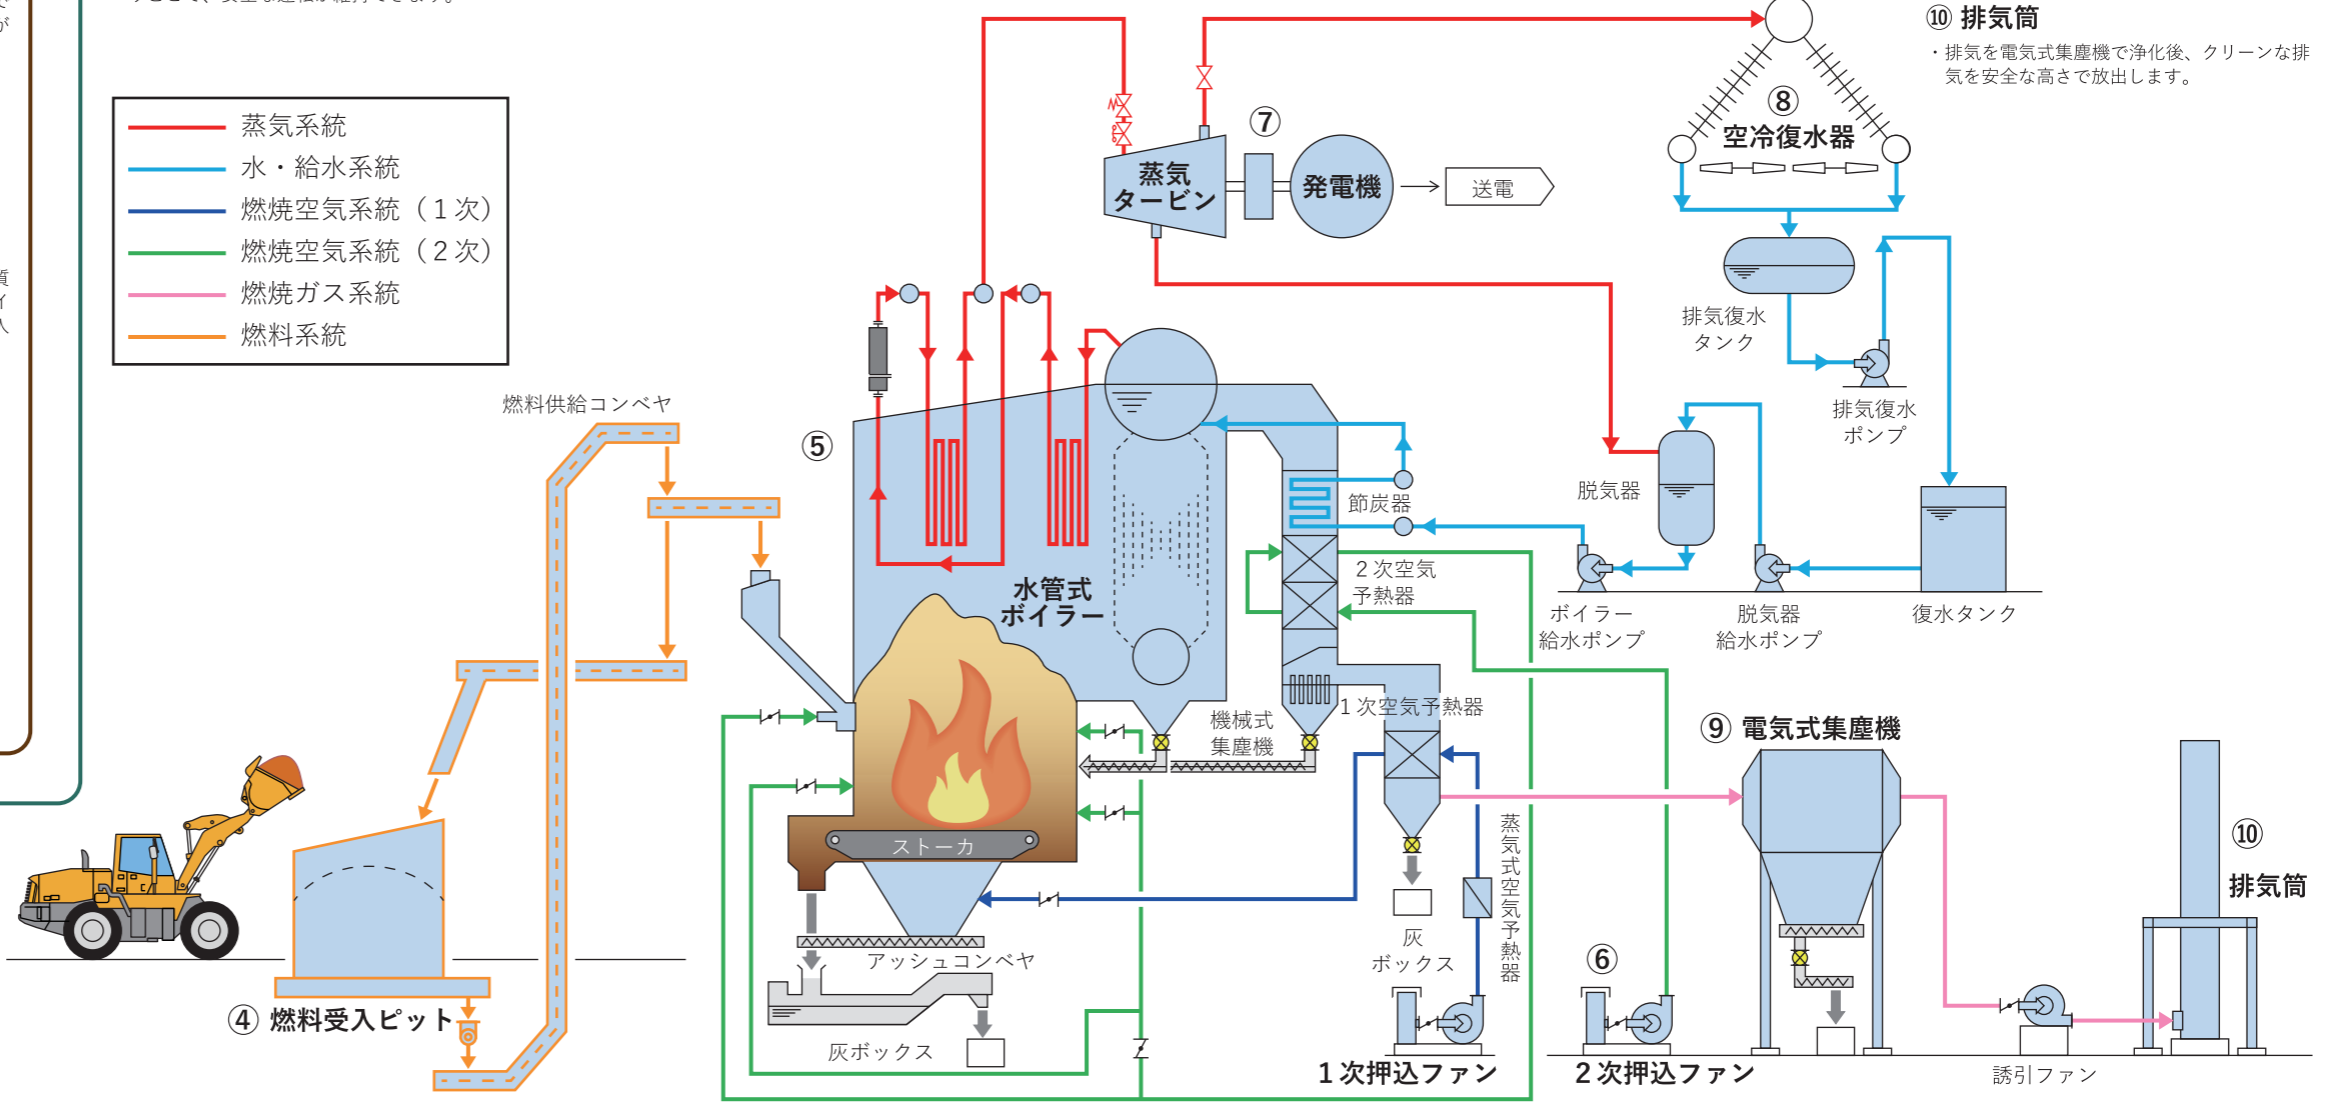 ⑩ 排気筒
・排気を電気式集塵機で浄化後、クリーンな排
気を安全な高さで放出します。
蒸気系統
水・給水系統
燃焼空気系統（１次）
燃焼空気系統（２次）
燃焼ガス系統
燃料系統
⑦
蒸気
タービン
発電機
送電
⑧
空冷復水器
排気復水
タンク
排気復水
ポンプ
燃料供給コンベヤ
⑤
水管式
ボイラー
節炭器
脱気器
２次空気
予熱器
ボイラー
給水ポンプ
脱気器
給水ポンプ
復水タンク
１次空気予熱器
機械式
集塵機
⑨ 電気式集塵機
ストーカ
蒸気式空気予熱器
⑩
排気筒
灰
ボックス
アッシュコンベヤ
⑥
④ 燃料受入ピット
灰ボックス
１次押込ファン
２次押込ファン
誘引ファン